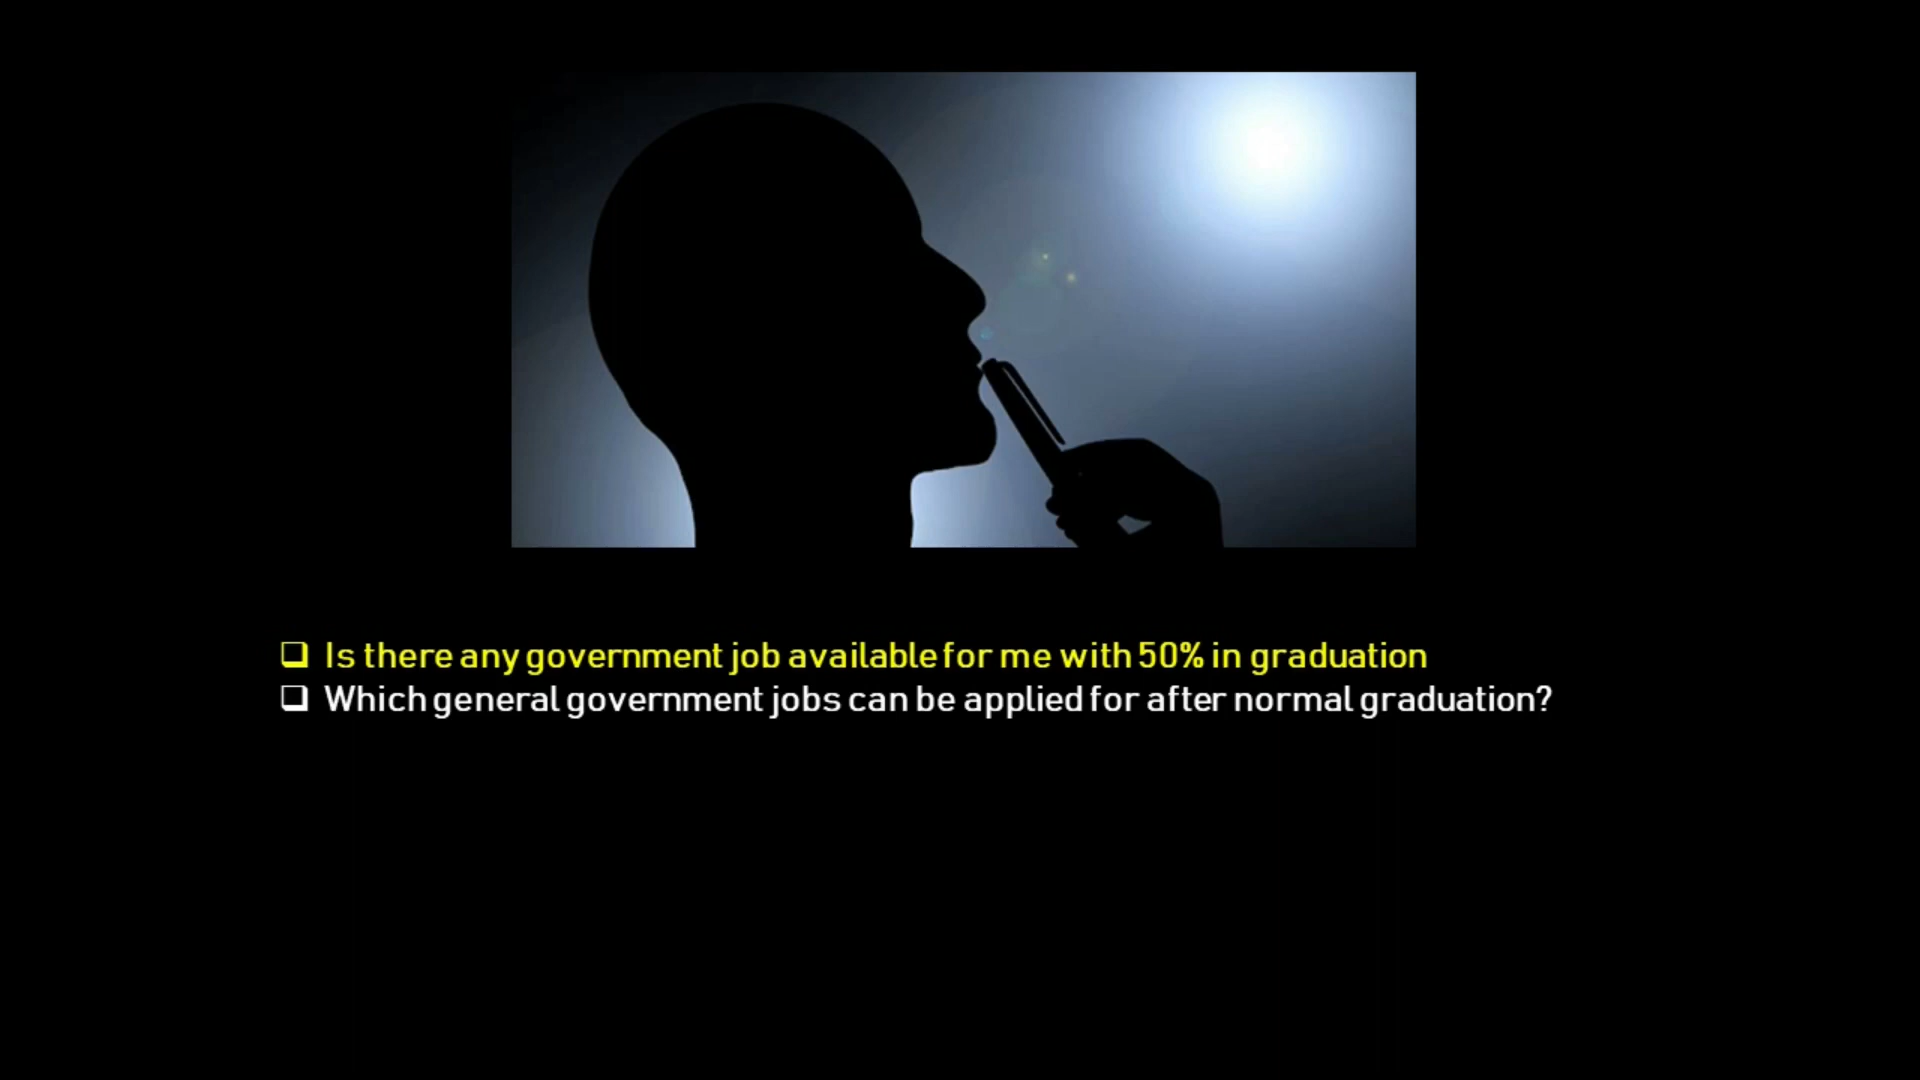 ❑ Is there any government job available for me with 50% in graduation
❑ Which general government jobs can be applied for after normal graduation?